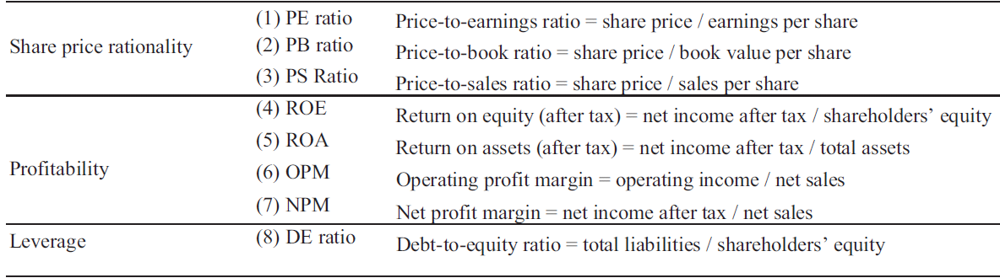 Share price rationality
(1) PE ratio Price-to-earnings ratio = share price / earnings per share
(2) PB ratio Price-to-book ratio = share price / book value per share
(3) PS Ratio Price-to-sales ratio = share price / sales per share
Profitability
(4) ROE Return on equity (after tax) = net income after tax / shareholders’ equity
(5) ROA Return on assets (after tax) = net income after tax / total assets
(6) OPM Operating profit margin = operating income / net sales
(7) NPM Net profit margin = net income after tax / net sales
Leverage (8) DE ratio Debt-to-equity ratio = total liabilities / shareholders’ equity